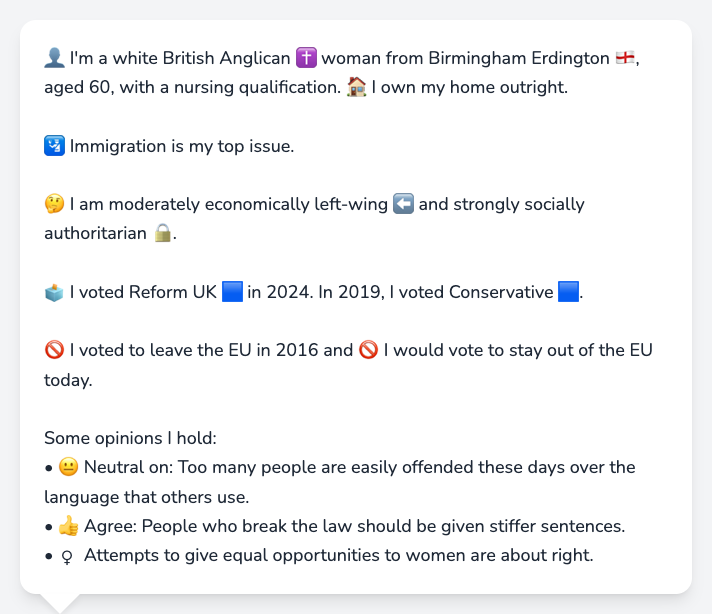 👤 I'm a white British Anglican ✝️ woman from Birmingham Erdington 🏴󠁧󠁢󠁥󠁮󠁧󠁿,
aged 60, with a nursing qualification. 🏠 I own my home outright.
🛂 Immigration is my top issue.
🤔 I am moderately economically left-wing ⬅️ and strongly socially
authoritarian 🔒.
🗳️ I voted Reform UK 🟦 in 2024. In 2019, I voted Conservative 🟦.
🚫 I voted to leave the EU in 2016 and 🚫 I would vote to stay out of the EU
today.
Some opinions I hold:
• 😐 Neutral on: Too many people are easily offended these days over the
language that others use.
• 👍 Agree: People who break the law should be given stiffer sentences.
• ♀ Attempts to give equal opportunities to women are about right.